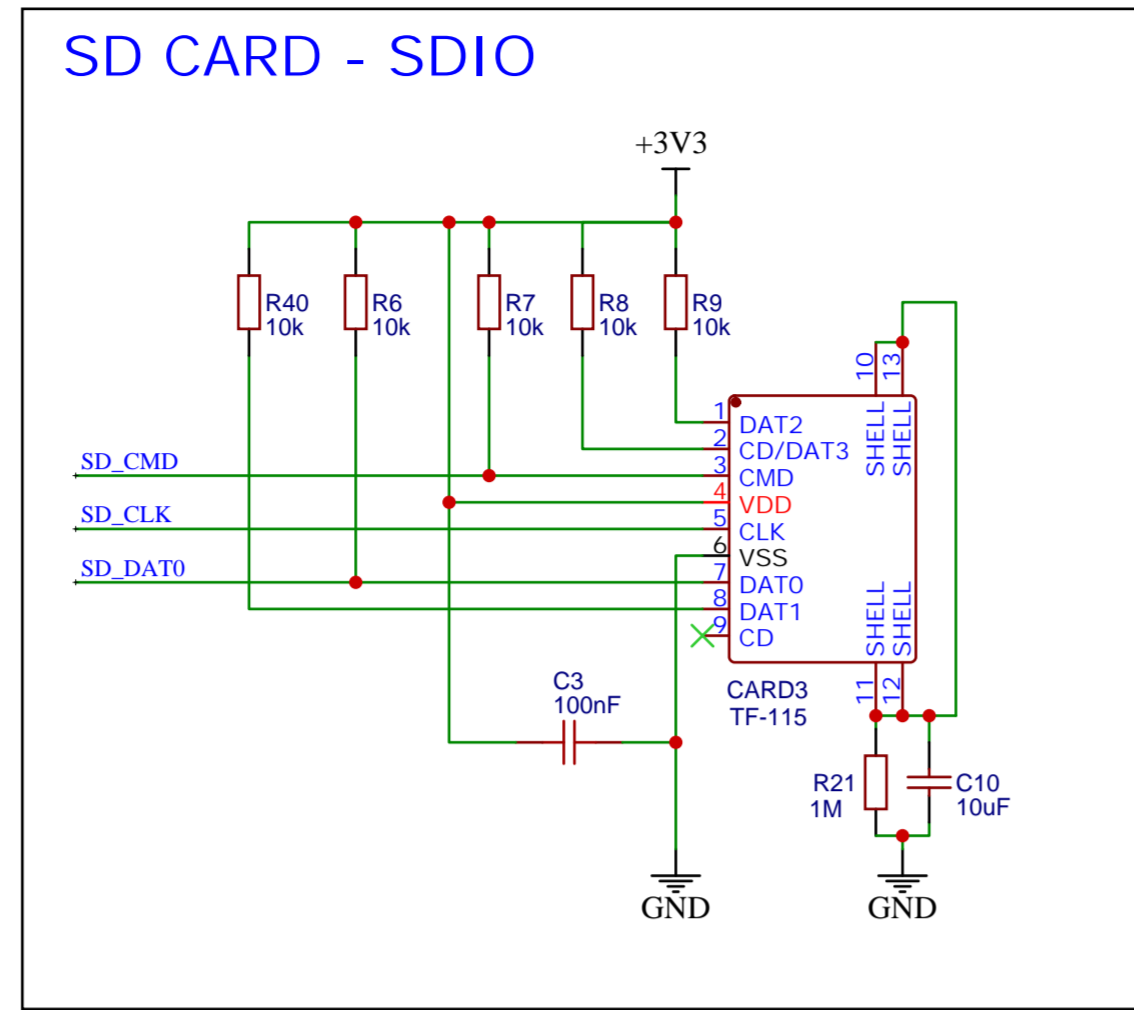 SD CARD - SDIO
+3V3
R40
10k
R6
10k
R7
10k
R8
10k
R9
10k
10
13
SHELL
SHELL
1
DAT2
2
CD/DAT3
SD_CMD
3
CMD
4
VDD
SD_CLK
5
CLK
6
VSS
SD_DAT0
7
DAT0
8
DAT1
9
CD
SHELL
SHELL
11
12
CARD3
TF-115
C3
100nF
R21
1M
C10
10uF
GND
GND